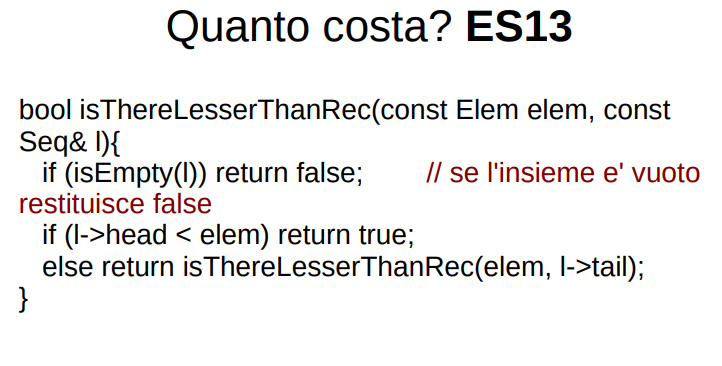 Quanto costa? ES13
bool isThereLesserThanRec(const Elem elem, const
Seq& l){
if (isEmpty(l)) return false; // se l'insieme e' vuoto
restituisce false
if (l->head < elem) return true;
else return isThereLesserThanRec(elem, l->tail);
}